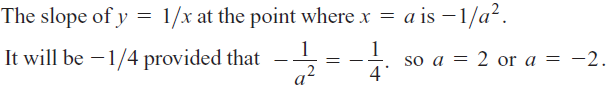 The slope of y = 1/x at the point where x = a is −1/a².
It will be −1/4 provided that −1/a² = −1/4. so a = 2 or a = −2.